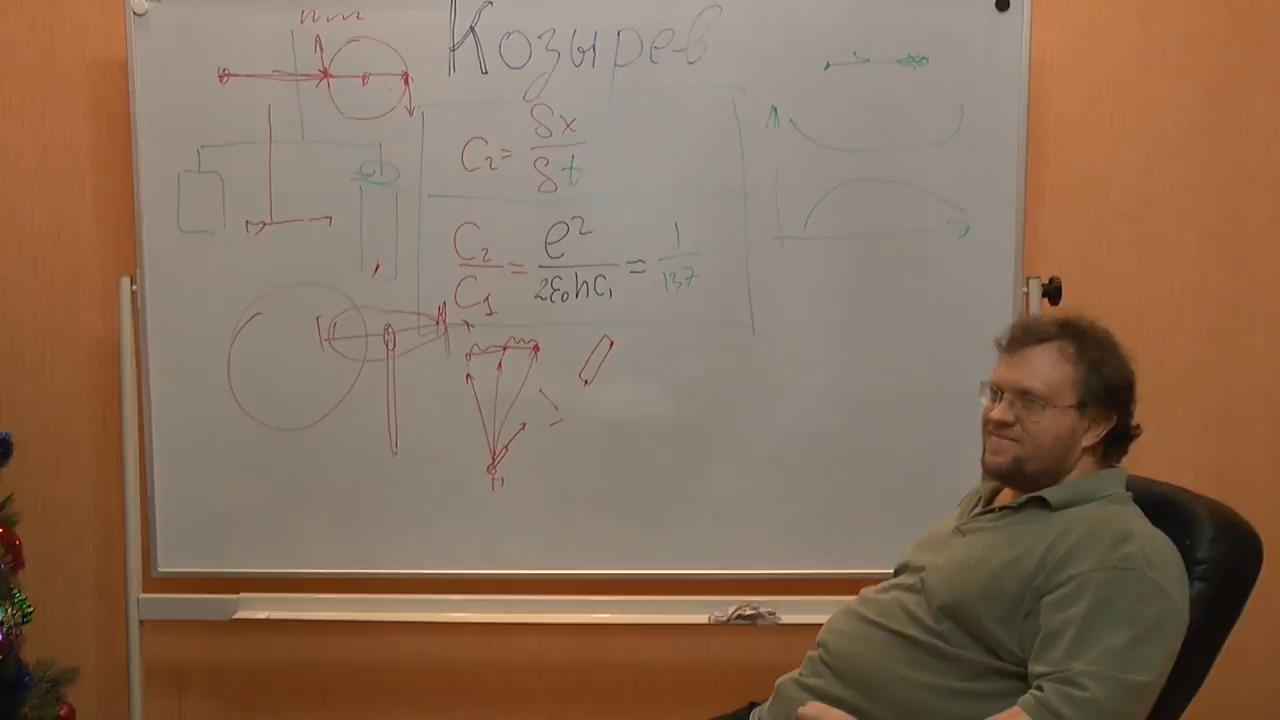 Козырев
C₂ = δx / δt
C₂ / C₁ = e² / 2ε₀hC₁ = 1 / 137